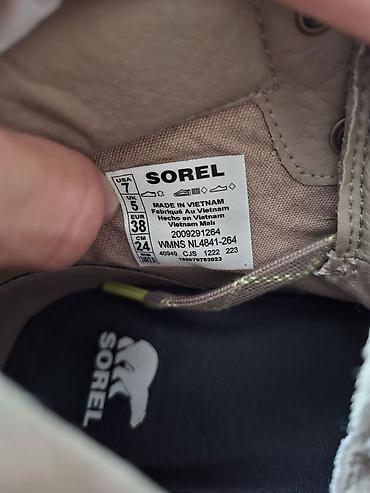 SOREL
USA
7
UK
5
EUR
38
CM
24
MADE IN VIETNAM
Fabriqué Au Vietnam
Hecho en Vietnam
Vietnam Malı
2009291264
WMNS NL4841-264
40949 CJS 1222 223
SOREL